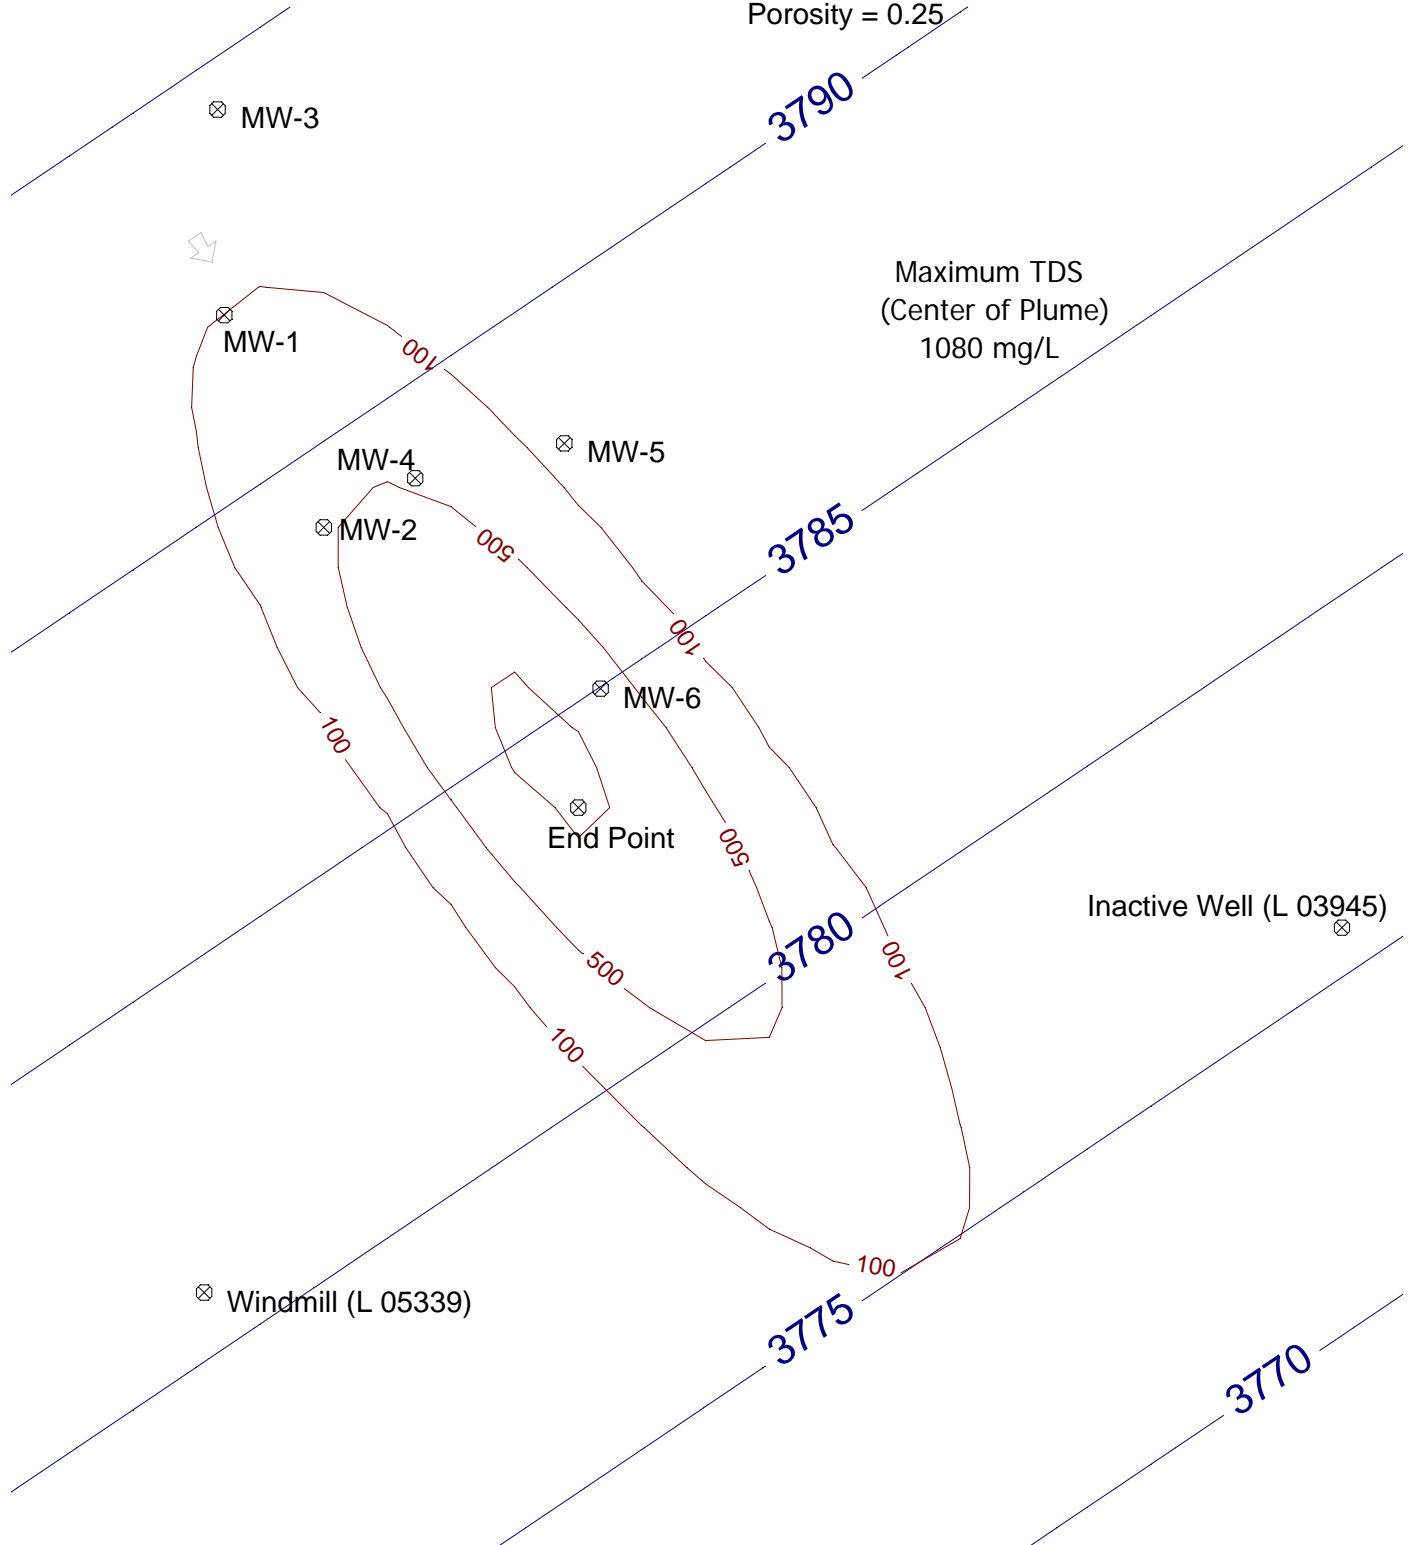 Porosity = 0.25
3790
MW-3
Maximum TDS
(Center of Plume)
1080 mg/L
MW-1
100
MW-5
MW-4
MW-2
500
3785
100
MW-6
100
End Point
500
Inactive Well (L 03945)
3780
100
500
100
100
Windmill (L 05339)
3775
3770